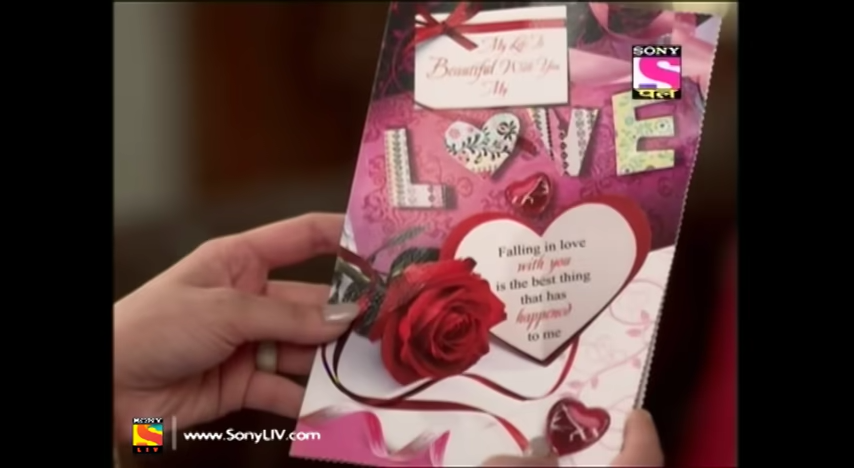 My Life Is
Beautiful With You
My
LOVE
Falling in love
with you
is the best thing
that has
happened
to me
SONY
S
पल
SONY
LIV
www.SonyLIV.com